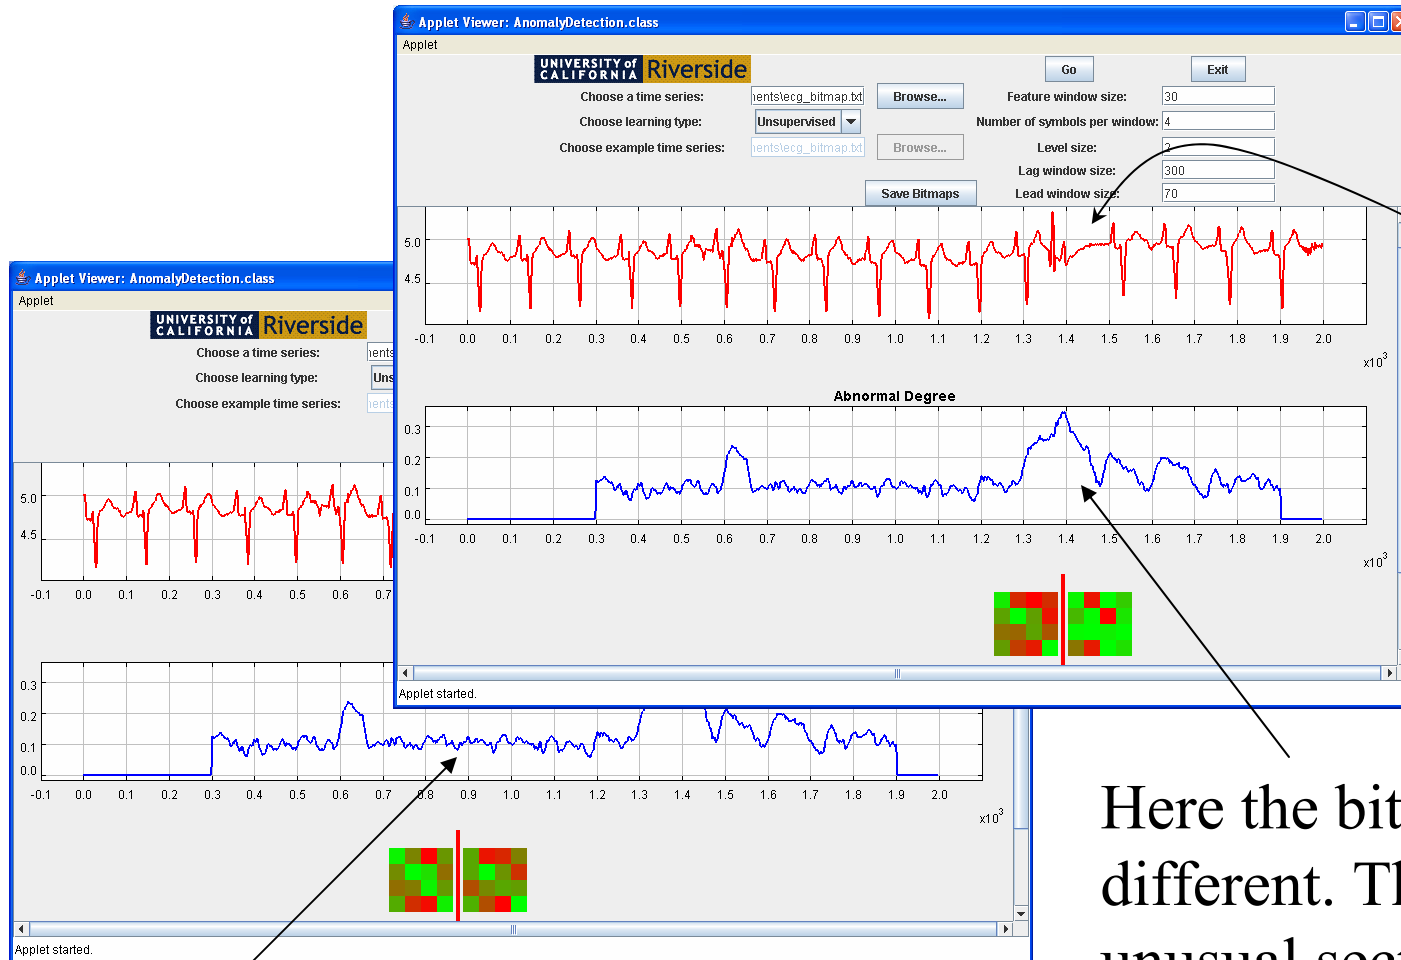 Applet Viewer: AnomalyDetection.class
Applet
UNIVERSITY of CALIFORNIA Riverside
Go Exit
Choose a time series: nents\ecg_bitmap.txt Browse... Feature window size: 30
Choose learning type: Unsupervised Number of symbols per window: 4
Choose example time series: nents\ecg_bitmap.txt Browse... Level size: 2
Lag window size: 300
Save Bitmaps Lead window size: 70
5.0
4.5
-0.1 0.0 0.1 0.2 0.3 0.4 0.5 0.6 0.7 0.8 0.9 1.0 1.1 1.2 1.3 1.4 1.5 1.6 1.7 1.8 1.9 2.0
x10³
Abnormal Degree
0.3
0.2
0.1
0.0
-0.1 0.0 0.1 0.2 0.3 0.4 0.5 0.6 0.7 0.8 0.9 1.0 1.1 1.2 1.3 1.4 1.5 1.6 1.7 1.8 1.9 2.0
x10³
Applet started.
Applet Viewer: AnomalyDetection.class
Applet
UNIVERSITY of CALIFORNIA Riverside
Choose a time series: nents
Choose learning type: Uns
Choose example time series: nents
5.0
4.5
-0.1 0.0 0.1 0.2 0.3 0.4 0.5 0.6 0.7
0.3
0.2
0.1
0.0
-0.1 0.0 0.1 0.2 0.3 0.4 0.5 0.6 0.7 0.8 0.9 1.0 1.1 1.2 1.3 1.4 1.5 1.6 1.7 1.8 1.9 2.0
x10³
Applet started.
Here the bit
different. Th
unusual sect